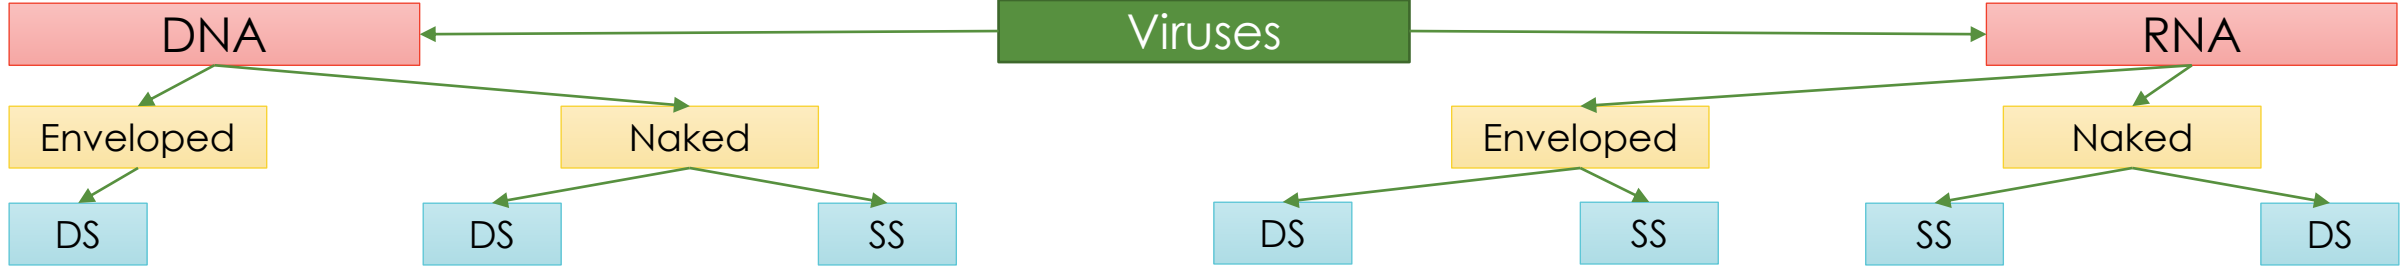 DNA
Viruses
RNA
Enveloped
Naked
Enveloped
Naked
DS
DS
SS
DS
SS
SS
DS